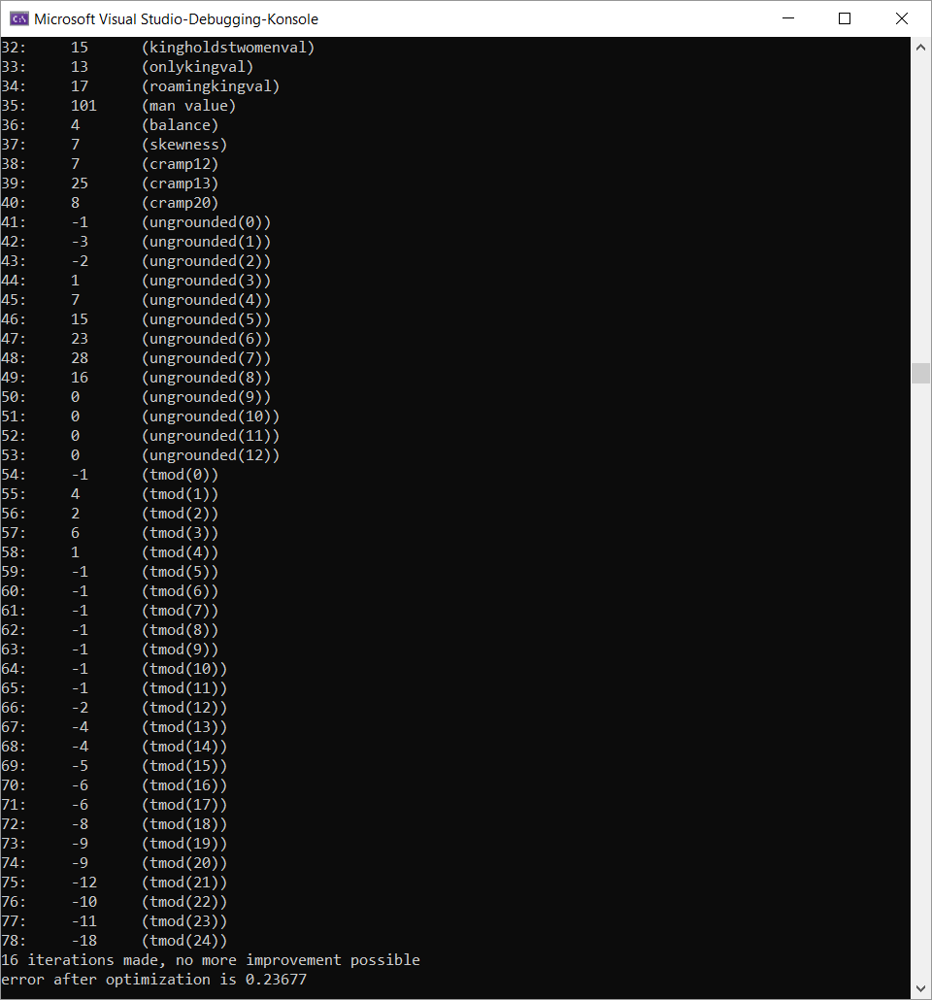 Microsoft Visual Studio-Debugging-Konsole
32: 15 (kingholdstwomenval)
33: 13 (onlykingval)
34: 17 (roamingkingval)
35: 101 (man value)
36: 4 (balance)
37: 7 (skewness)
38: 7 (cramp12)
39: 25 (cramp13)
40: 8 (cramp20)
41: -1 (ungrounded(0))
42: -3 (ungrounded(1))
43: -2 (ungrounded(2))
44: 1 (ungrounded(3))
45: 7 (ungrounded(4))
46: 15 (ungrounded(5))
47: 23 (ungrounded(6))
48: 28 (ungrounded(7))
49: 16 (ungrounded(8))
50: 0 (ungrounded(9))
51: 0 (ungrounded(10))
52: 0 (ungrounded(11))
53: 0 (ungrounded(12))
54: -1 (tmod(0))
55: 4 (tmod(1))
56: 2 (tmod(2))
57: 6 (tmod(3))
58: 1 (tmod(4))
59: -1 (tmod(5))
60: -1 (tmod(6))
61: -1 (tmod(7))
62: -1 (tmod(8))
63: -1 (tmod(9))
64: -1 (tmod(10))
65: -1 (tmod(11))
66: -2 (tmod(12))
67: -4 (tmod(13))
68: -4 (tmod(14))
69: -5 (tmod(15))
70: -6 (tmod(16))
71: -6 (tmod(17))
72: -8 (tmod(18))
73: -9 (tmod(19))
74: -9 (tmod(20))
75: -12 (tmod(21))
76: -10 (tmod(22))
77: -11 (tmod(23))
78: -18 (tmod(24))
16 iterations made, no more improvement possible
error after optimization is 0.23677